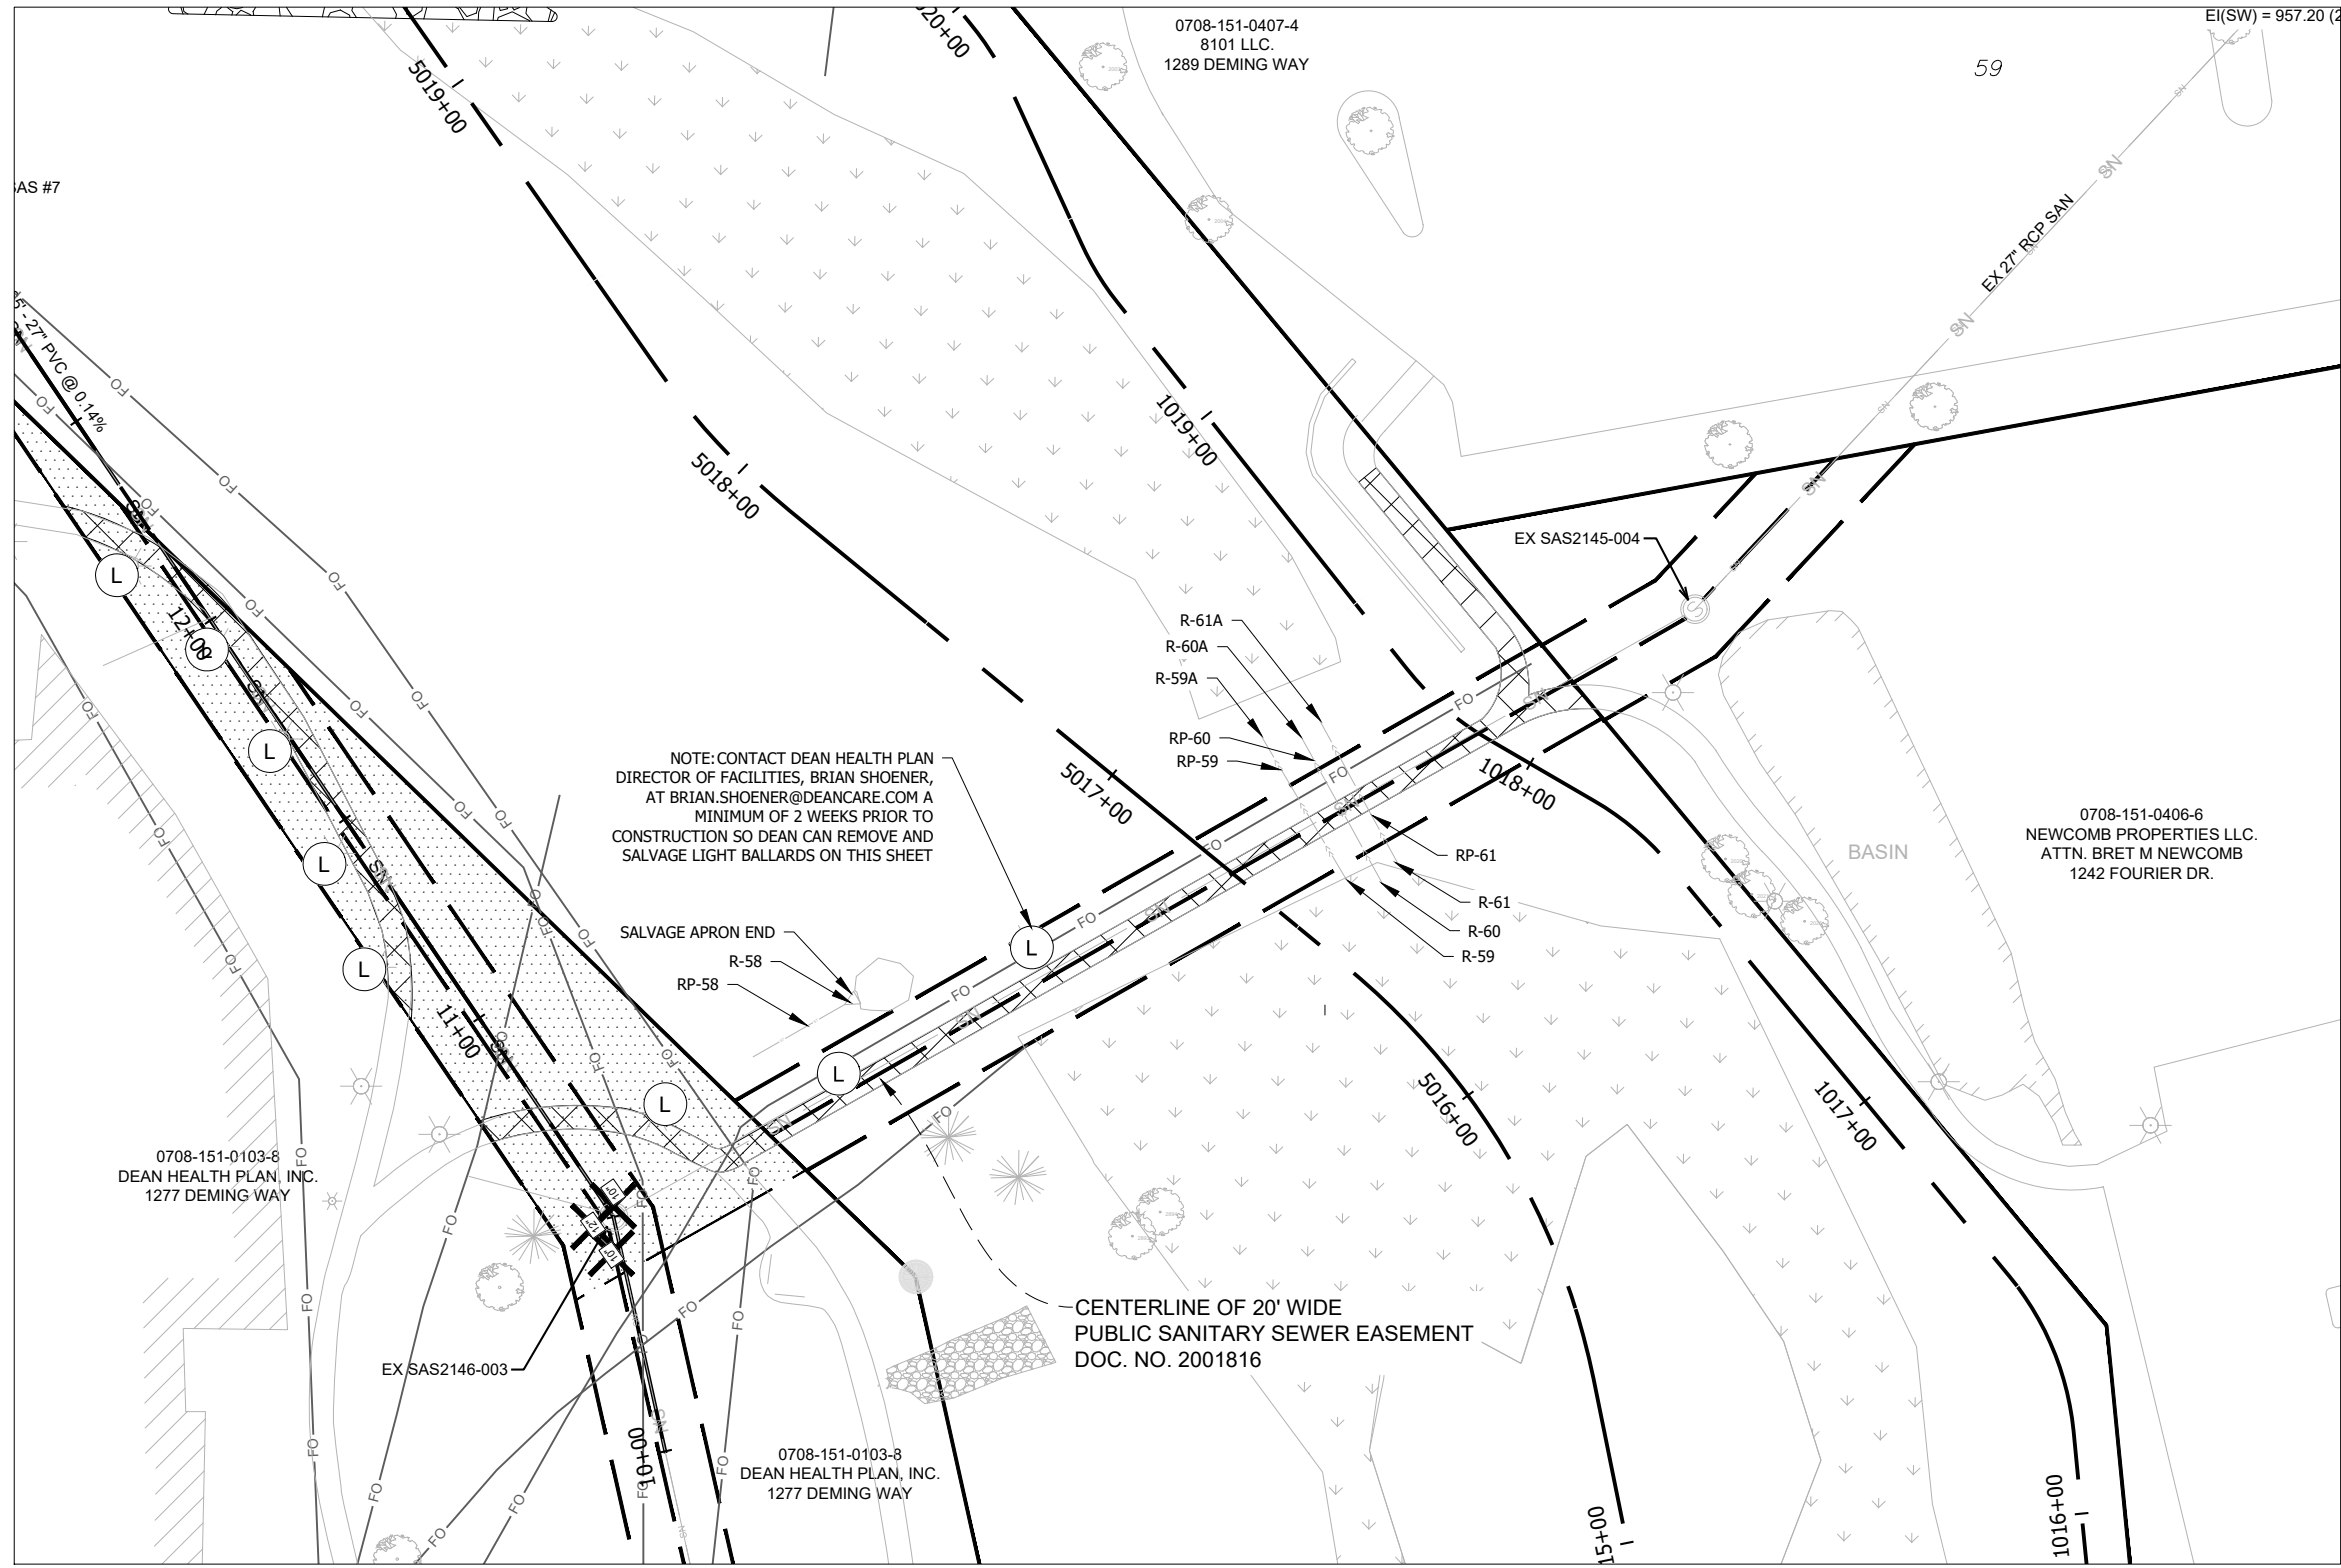 0708-151-0407-4
8101 LLC.
1289 DEMING WAY
EI(SW) = 957.20 (2
59
020+00
5019+00
SAS #7
EX 27" RCP SAN
5' - 27" PVC @ 0.14%
1019+00
5018+00
EX SAS2145-004
12+00
R-61A
R-60A
R-59A
RP-60
RP-59
NOTE: CONTACT DEAN HEALTH PLAN
DIRECTOR OF FACILITIES, BRIAN SHOENER,
AT BRIAN.SHOENER@DEANCARE.COM A
MINIMUM OF 2 WEEKS PRIOR TO
CONSTRUCTION SO DEAN CAN REMOVE AND
SALVAGE LIGHT BALLARDS ON THIS SHEET
5017+00
1018+00
0708-151-0406-6
NEWCOMB PROPERTIES LLC.
ATTN. BRET M NEWCOMB
1242 FOURIER DR.
BASIN
RP-61
R-61
R-60
R-59
SALVAGE APRON END
R-58
RP-58
11+00
5016+00
1017+00
0708-151-0103-8
DEAN HEALTH PLAN, INC.
1277 DEMING WAY
10"
12"
10"
CENTERLINE OF 20' WIDE
PUBLIC SANITARY SEWER EASEMENT
DOC. NO. 2001816
EX SAS2146-003
10+00
0708-151-0103-8
DEAN HEALTH PLAN, INC.
1277 DEMING WAY
15+00
1016+00
L
L
L
L
L
L
L
L
FO
SN
S